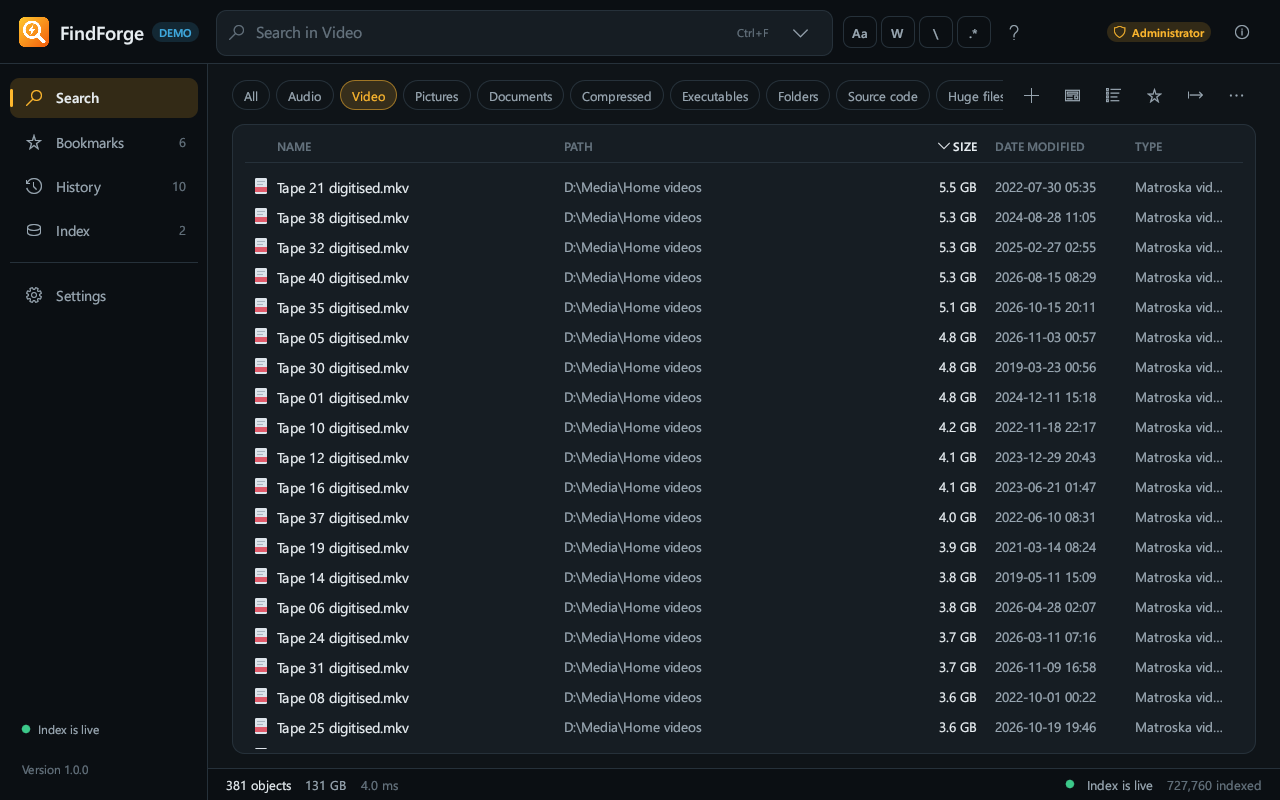 FindForge DEMO
Search in Video Ctrl+F
Aa W \ .* ?
Administrator
Search
Bookmarks 6
History 10
Index 2
Settings
All Audio Video Pictures Documents Compressed Executables Folders Source code Huge files
NAME PATH SIZE DATE MODIFIED TYPE
Tape 21 digitised.mkv D:\Media\Home videos 5.5 GB 2022-07-30 05:35 Matroska vid...
Tape 38 digitised.mkv D:\Media\Home videos 5.3 GB 2024-08-28 11:05 Matroska vid...
Tape 32 digitised.mkv D:\Media\Home videos 5.3 GB 2025-02-27 02:55 Matroska vid...
Tape 40 digitised.mkv D:\Media\Home videos 5.3 GB 2026-08-15 08:29 Matroska vid...
Tape 35 digitised.mkv D:\Media\Home videos 5.1 GB 2026-10-15 20:11 Matroska vid...
Tape 05 digitised.mkv D:\Media\Home videos 4.8 GB 2026-11-03 00:57 Matroska vid...
Tape 30 digitised.mkv D:\Media\Home videos 4.8 GB 2019-03-23 00:56 Matroska vid...
Tape 01 digitised.mkv D:\Media\Home videos 4.8 GB 2024-12-11 15:18 Matroska vid...
Tape 10 digitised.mkv D:\Media\Home videos 4.2 GB 2022-11-18 22:17 Matroska vid...
Tape 12 digitised.mkv D:\Media\Home videos 4.1 GB 2023-12-29 20:43 Matroska vid...
Tape 16 digitised.mkv D:\Media\Home videos 4.1 GB 2023-06-21 01:47 Matroska vid...
Tape 37 digitised.mkv D:\Media\Home videos 4.0 GB 2022-06-10 08:31 Matroska vid...
Tape 19 digitised.mkv D:\Media\Home videos 3.9 GB 2021-03-14 08:24 Matroska vid...
Tape 14 digitised.mkv D:\Media\Home videos 3.8 GB 2019-05-11 15:09 Matroska vid...
Tape 06 digitised.mkv D:\Media\Home videos 3.8 GB 2026-04-28 02:07 Matroska vid...
Tape 24 digitised.mkv D:\Media\Home videos 3.7 GB 2026-03-11 07:16 Matroska vid...
Tape 31 digitised.mkv D:\Media\Home videos 3.7 GB 2026-11-09 16:58 Matroska vid...
Tape 08 digitised.mkv D:\Media\Home videos 3.6 GB 2022-10-01 00:22 Matroska vid...
Tape 25 digitised.mkv D:\Media\Home videos 3.6 GB 2026-10-19 19:46 Matroska vid...
Index is live
Version 1.0.0
381 objects 131 GB 4.0 ms
Index is live 727,760 indexed